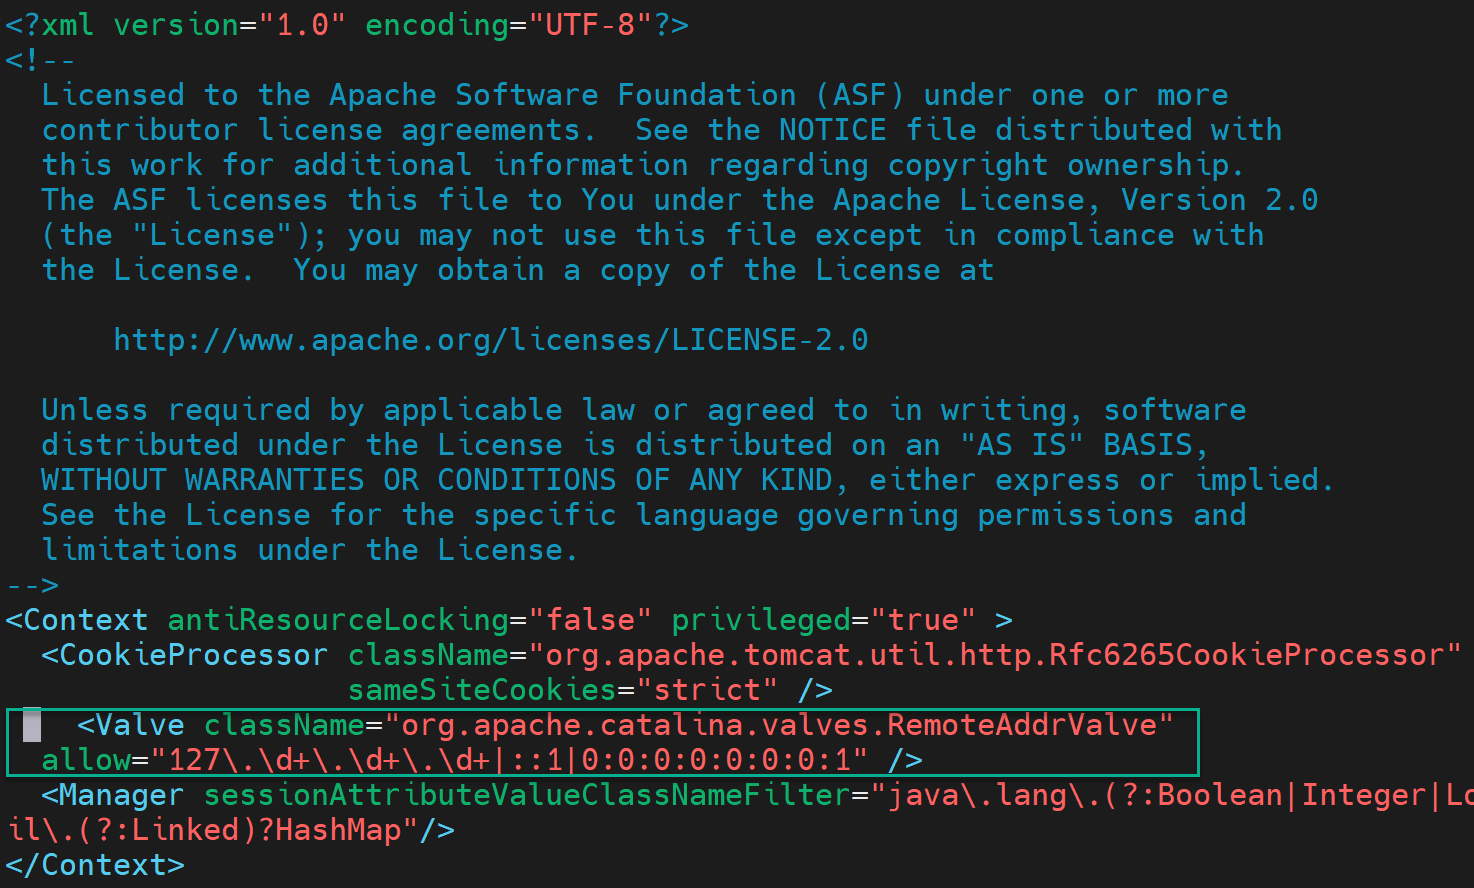 <?xml version="1.0" encoding="UTF-8"?>
<!--
  Licensed to the Apache Software Foundation (ASF) under one or more
  contributor license agreements.  See the NOTICE file distributed with
  this work for additional information regarding copyright ownership.
  The ASF licenses this file to You under the Apache License, Version 2.0
  (the "License"); you may not use this file except in compliance with
  the License.  You may obtain a copy of the License at

      http://www.apache.org/licenses/LICENSE-2.0

  Unless required by applicable law or agreed to in writing, software
  distributed under the License is distributed on an "AS IS" BASIS,
  WITHOUT WARRANTIES OR CONDITIONS OF ANY KIND, either express or implied.
  See the License for the specific language governing permissions and
  limitations under the License.
-->
<Context antiResourceLocking="false" privileged="true" >
  <CookieProcessor className="org.apache.tomcat.util.http.Rfc6265CookieProcessor"
                   sameSiteCookies="strict" />
    <Valve className="org.apache.catalina.valves.RemoteAddrValve"
  allow="127\.\d+\.\d+\.\d+|::1|0:0:0:0:0:0:0:1" />
  <Manager sessionAttributeValueClassNameFilter="java\.lang\.(?:Boolean|Integer|Lo
il\.(?:Linked)?HashMap"/>
</Context>